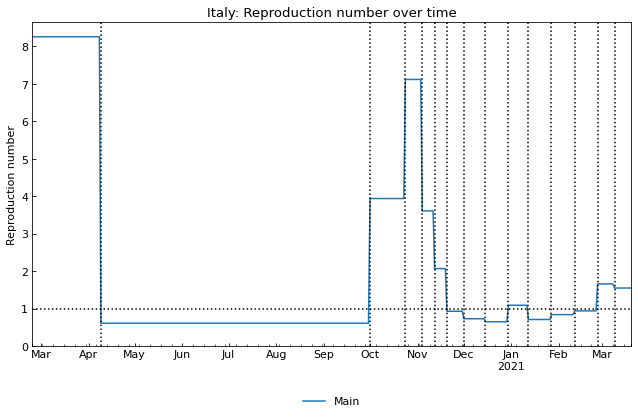 Italy: Reproduction number over time
Reproduction number
8
7
6
5
4
3
2
1
0
Mar Apr May Jun Jul Aug Sep Oct Nov Dec Jan Feb Mar
2021
Main